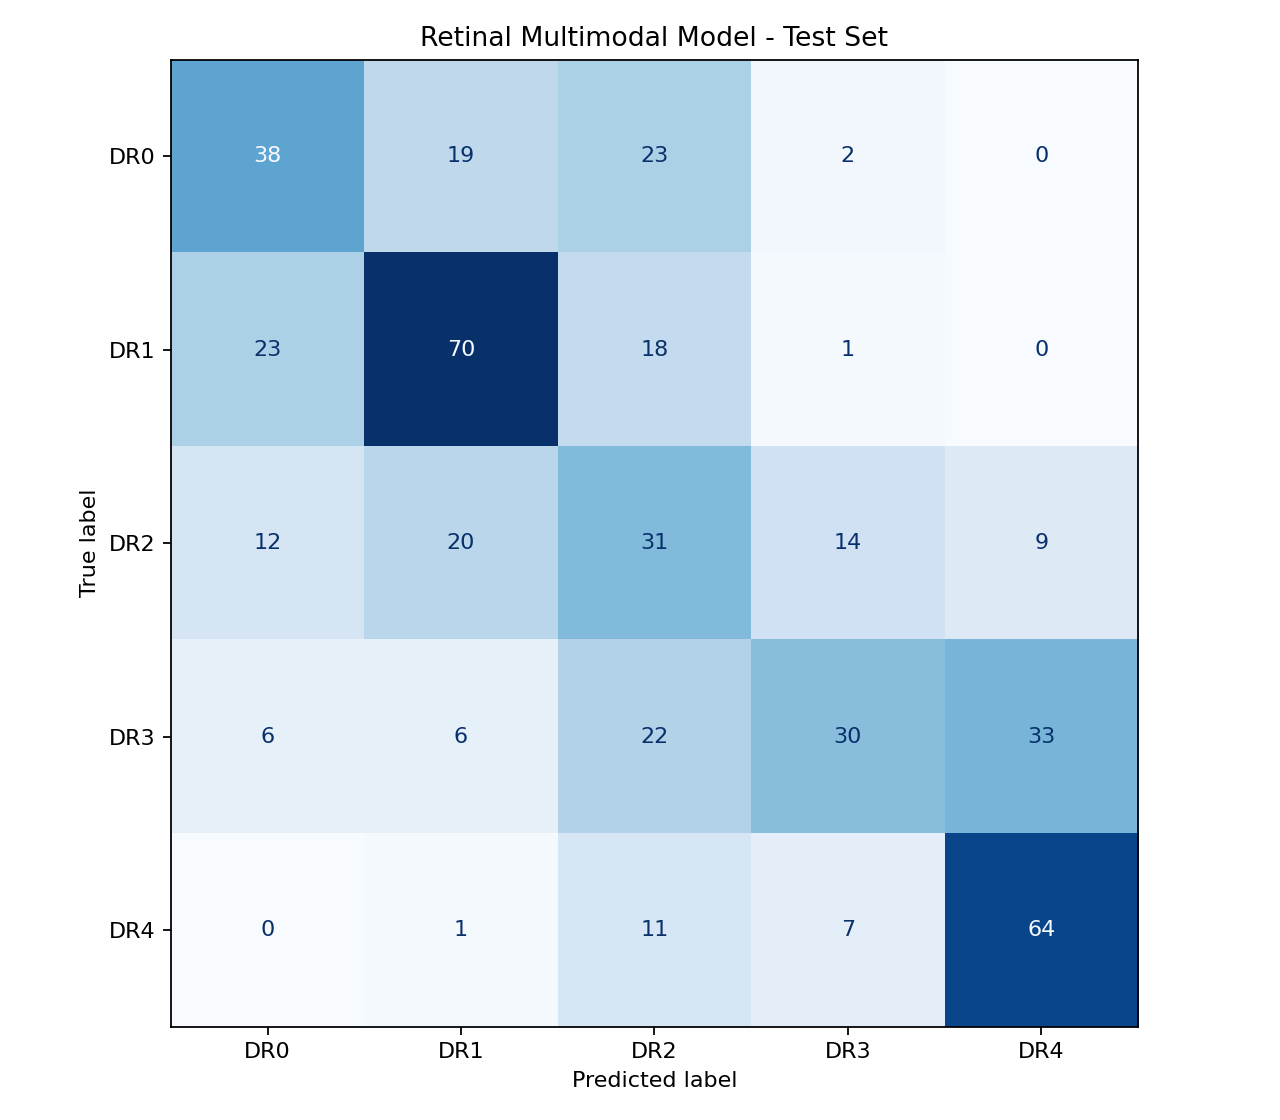 Retinal Multimodal Model - Test Set
DR0 38 19 23 2 0
DR1 23 70 18 1 0
DR2 12 20 31 14 9
DR3 6 6 22 30 33
DR4 0 1 11 7 64
DR0 DR1 DR2 DR3 DR4
Predicted label
True label